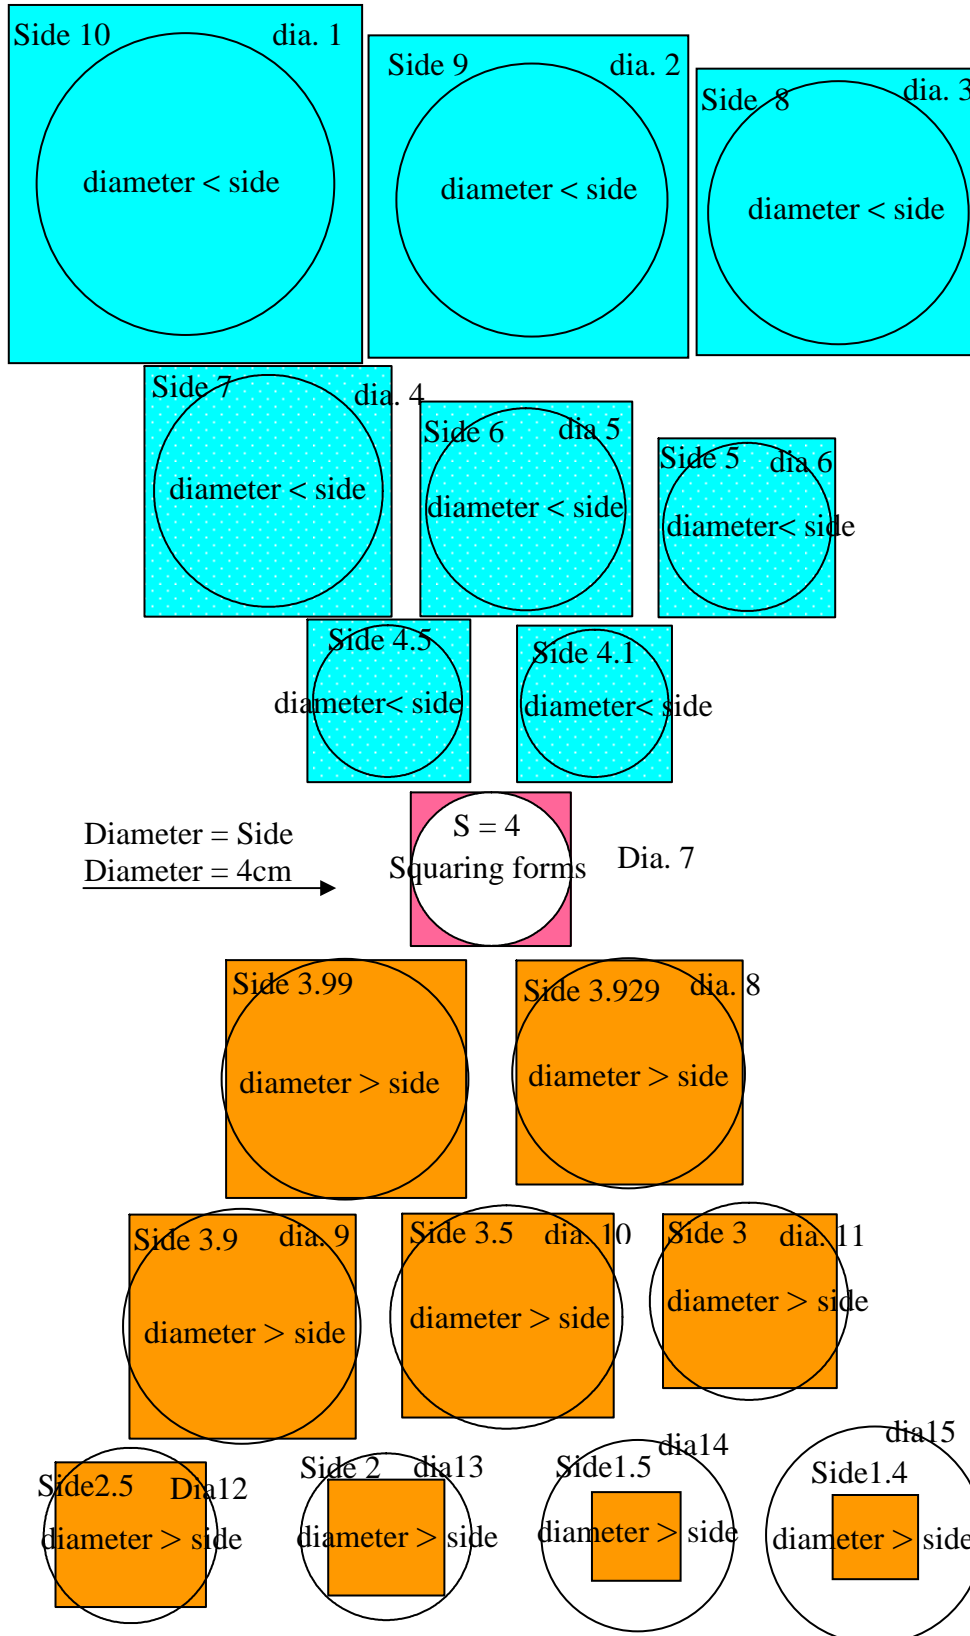 Side 10 dia. 1
diameter < side
Side 9 dia. 2
diameter < side
Side 8 dia. 3
diameter < side
Side 7 dia. 4
diameter < side
Side 6 dia 5
diameter < side
Side 5 dia 6
diameter< side
Side 4.5
diameter< side
Side 4.1
diameter< side
Diameter = Side
Diameter = 4cm
S = 4
Squaring forms
Dia. 7
Side 3.99
diameter > side
Side 3.929 dia. 8
diameter > side
Side 3.9 dia. 9
diameter > side
Side 3.5 dia. 10
diameter > side
Side 3 dia. 11
diameter > side
Side2.5 Dia12
diameter > side
Side 2 dia13
diameter > side
Side1.5 dia14
diameter > side
Side1.4 dia15
diameter > side